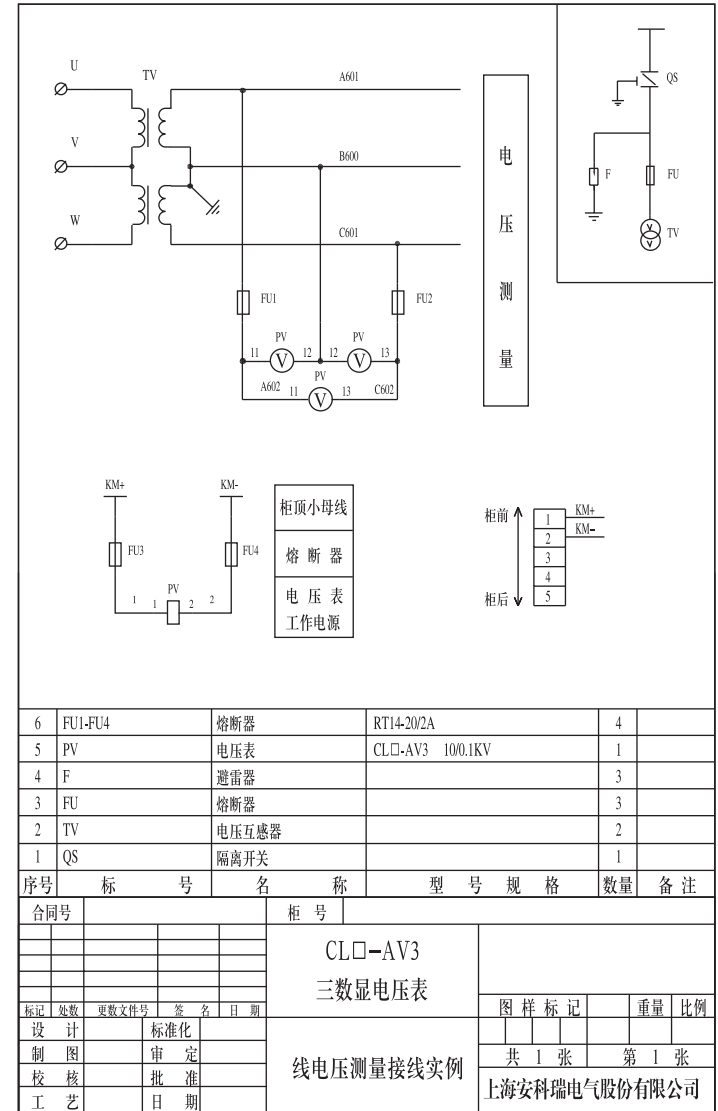 U
TV
A601
V
B600
W
C601
FU1
FU2
PV
PV
11
V
12
12
V
13
PV
A602
11
V
13
C602
电压测量
QS
F
FU
TV
KM+
KM-
FU3
FU4
PV
1
1
2
2
柜顶小母线
熔断器
电压表
工作电源
柜前
柜后
1
2
3
4
5
KM+
KM-
6 FU1-FU4 熔断器 RT14-20/2A 4
5 PV 电压表 CL□-AV3 10/0.1KV 1
4 F 避雷器 3
3 FU 熔断器 3
2 TV 电压互感器 2
1 QS 隔离开关 1
序号 标号 名称 型号规格 数量 备注
合同号 柜号
CL□-AV3
三数显电压表
标记 处数 更数文件号 签名 日期
图样标记 重量 比例
设计 标准化
制图 审定
校核 批准
工艺 日期
线电压测量接线实例
共 1 张 第 1 张
上海安科瑞电气股份有限公司